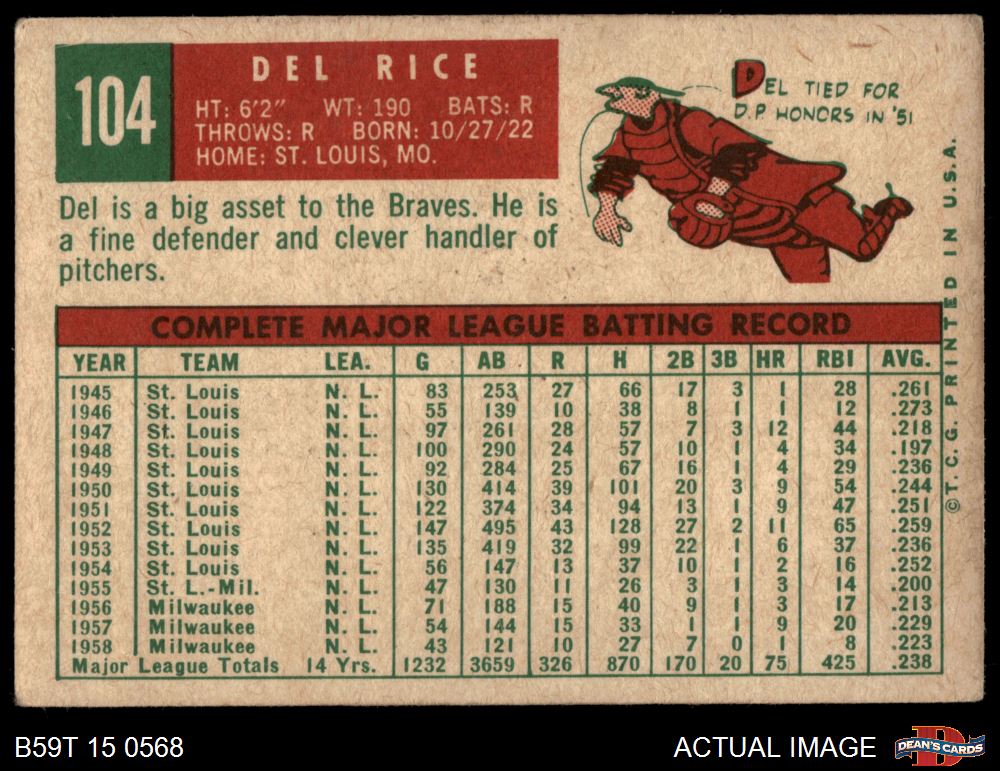 104
DEL RICE
HT: 6'2" WT: 190 BATS: R
THROWS: R BORN: 10/27/22
HOME: ST. LOUIS, MO.
DEL TIED FOR
D.P HONORS IN '51
Del is a big asset to the Braves. He is
a fine defender and clever handler of
pitchers.
COMPLETE MAJOR LEAGUE BATTING RECORD
YEAR TEAM LEA. G AB R H 2B 3B HR RBI AVG.
1945 St. Louis N. L. 83 253 27 66 17 3 1 28 .261
1946 St. Louis N. L. 55 139 10 38 8 1 1 12 .273
1947 St. Louis N. L. 97 261 28 57 7 3 12 44 .218
1948 St. Louis N. L. 100 290 24 57 10 1 4 34 .197
1949 St. Louis N. L. 92 284 25 67 16 1 4 29 .236
1950 St. Louis N. L. 130 414 39 101 20 3 9 54 .244
1951 St. Louis N. L. 122 374 34 94 13 1 9 47 .251
1952 St. Louis N. L. 147 495 43 128 27 2 11 65 .259
1953 St. Louis N. L. 135 419 32 99 22 1 6 37 .236
1954 St. Louis N. L. 56 147 13 37 10 1 2 16 .252
1955 St. L.-Mil. N. L. 47 130 11 26 3 1 3 14 .200
1956 Milwaukee N. L. 71 188 15 40 9 1 3 17 .213
1957 Milwaukee N. L. 54 144 15 33 1 1 9 20 .229
1958 Milwaukee N. L. 43 121 10 27 7 0 1 8 .223
Major League Totals 14 Yrs. 1232 3659 326 870 170 20 75 425 .238
©T.C.G. PRINTED IN U.S.A.
B59T 15 0568
ACTUAL IMAGE
DEAN'S CARDS